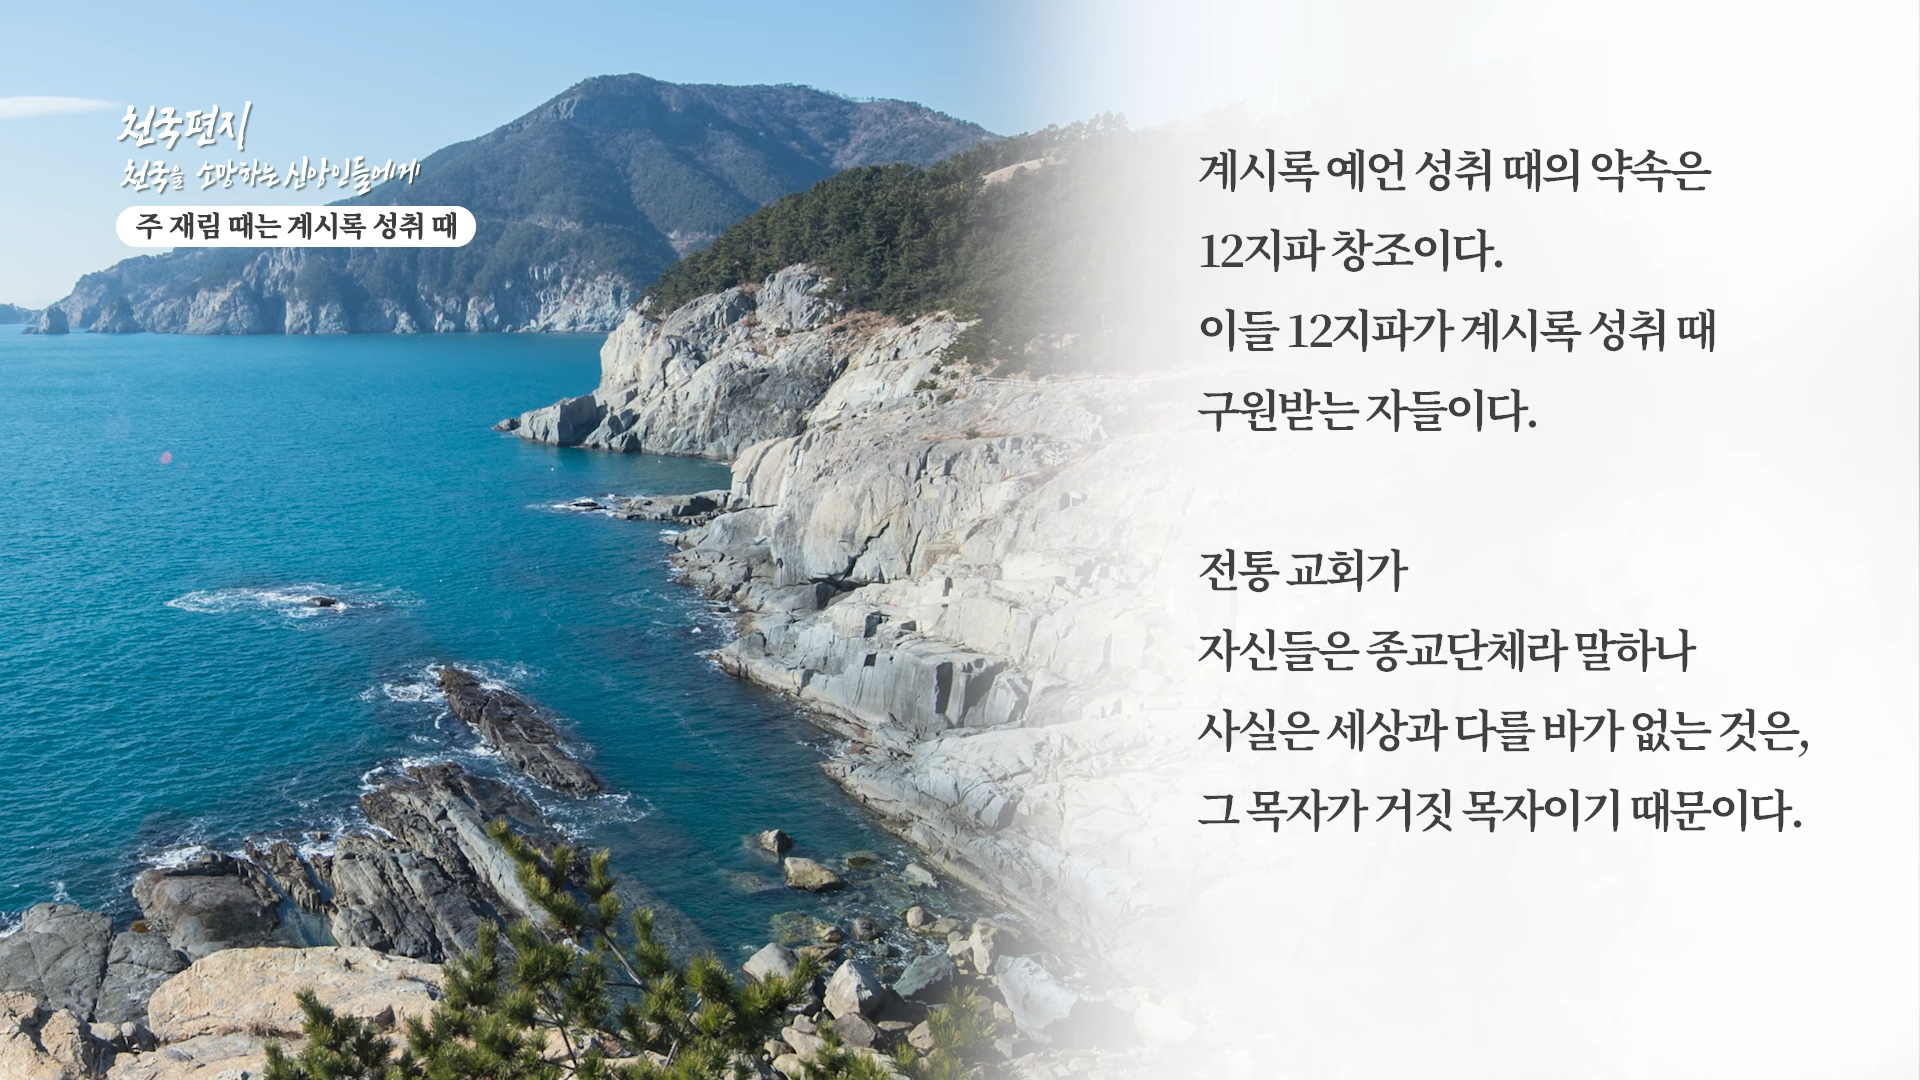 천국편지
천국을 소망하는 신앙인들에게
주 재림 때는 계시록 성취 때
계시록 예언 성취 때의 약속은
12지파 창조이다.
이들 12지파가 계시록 성취 때
구원받는 자들이다.
전통 교회가
자신들은 종교단체라 말하나
사실은 세상과 다를 바가 없는 것은,
그 목자가 거짓 목자이기 때문이다.